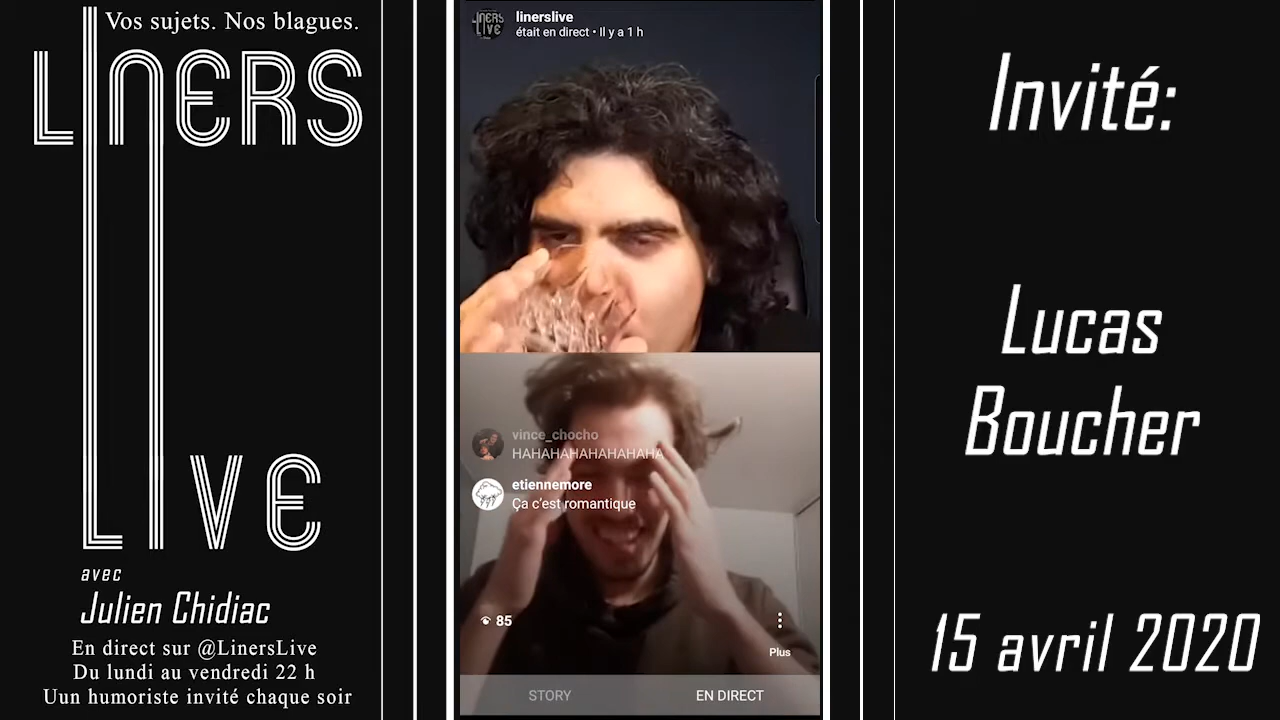 Vos sujets. Nos blagues.
LINERS
LIVE
avec
Julien Chidiac
En direct sur @LinersLive
Du lundi au vendredi 22 h
Uun humoriste invité chaque soir
LINERS
LIVE
linerslive
était en direct • Il y a 1 h
vince_chocho
HAHAHAHAHAHAHAHA
etiennemore
Ça c’est romantique
85
Plus
STORY
EN DIRECT
Invité:
Lucas
Boucher
15 avril 2020